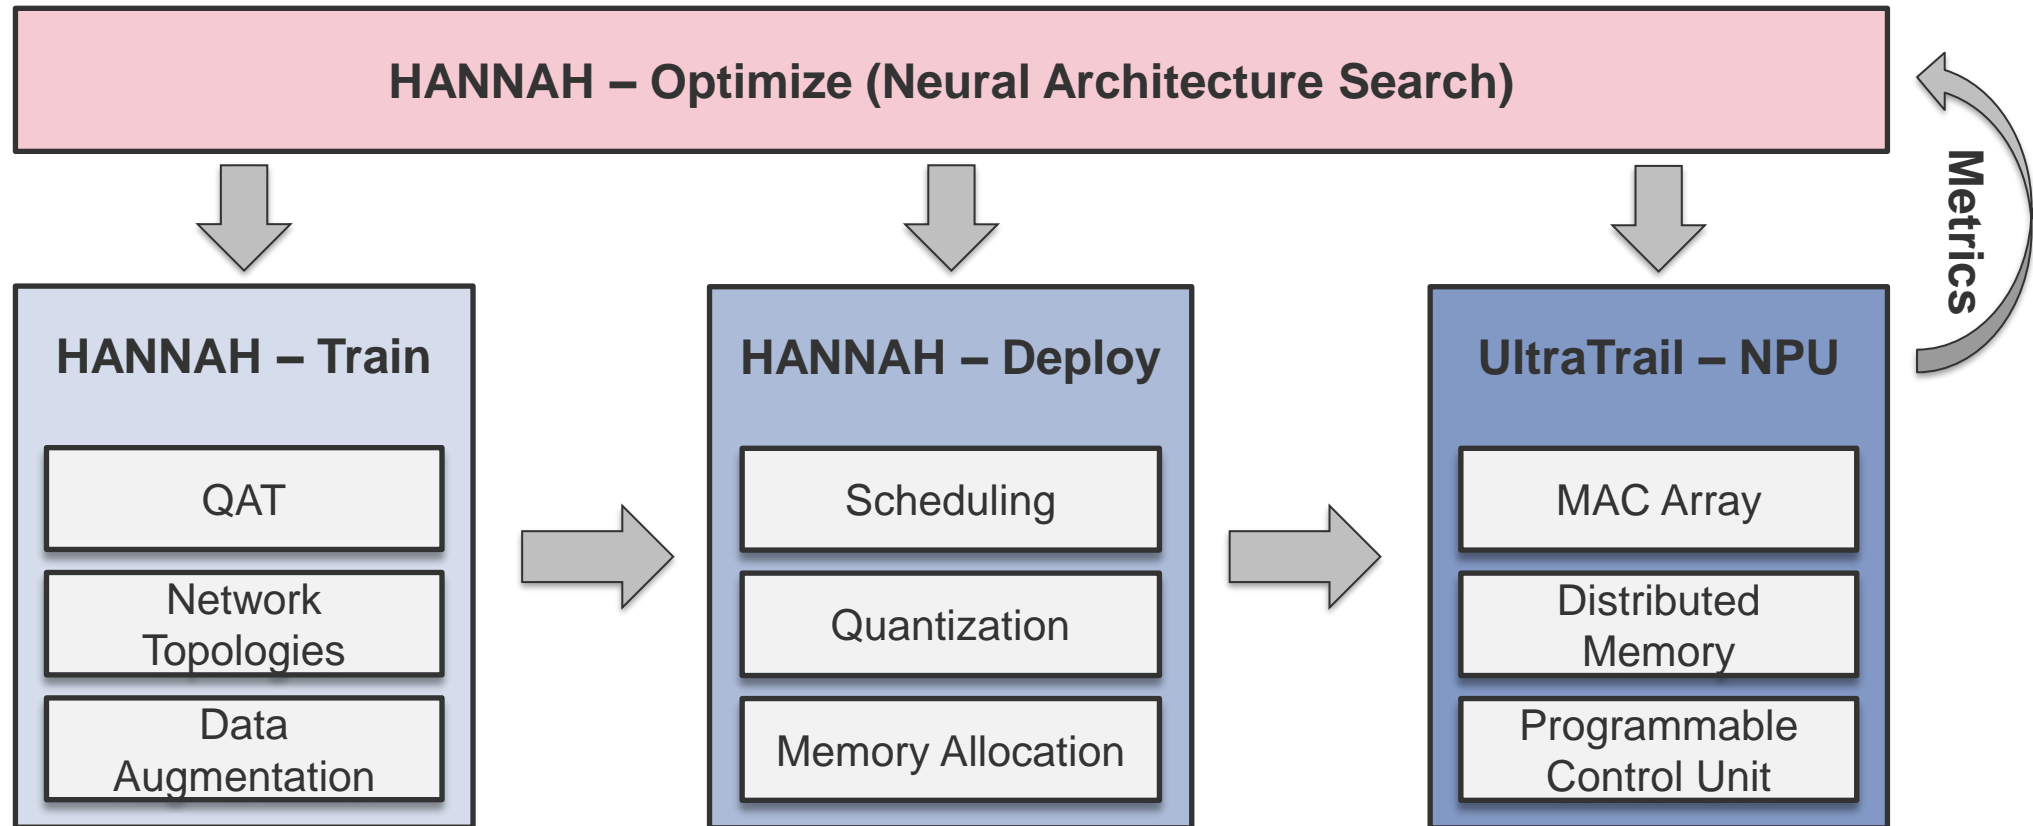 HANNAH – Optimize (Neural Architecture Search)
Metrics
HANNAH – Train
QAT
Network
Topologies
Data
Augmentation
HANNAH – Deploy
Scheduling
Quantization
Memory Allocation
UltraTrail – NPU
MAC Array
Distributed
Memory
Programmable
Control Unit